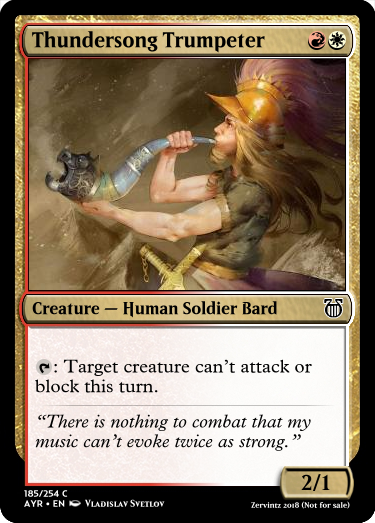 Thundersong Trumpeter
Creature — Human Soldier Bard
: Target creature can't attack or
block this turn.
"There is nothing to combat that my
music can't evoke twice as strong."
2/1
185/254 C
AYR • EN Vladislav Svetlov
Zervintz 2018 (Not for sale)